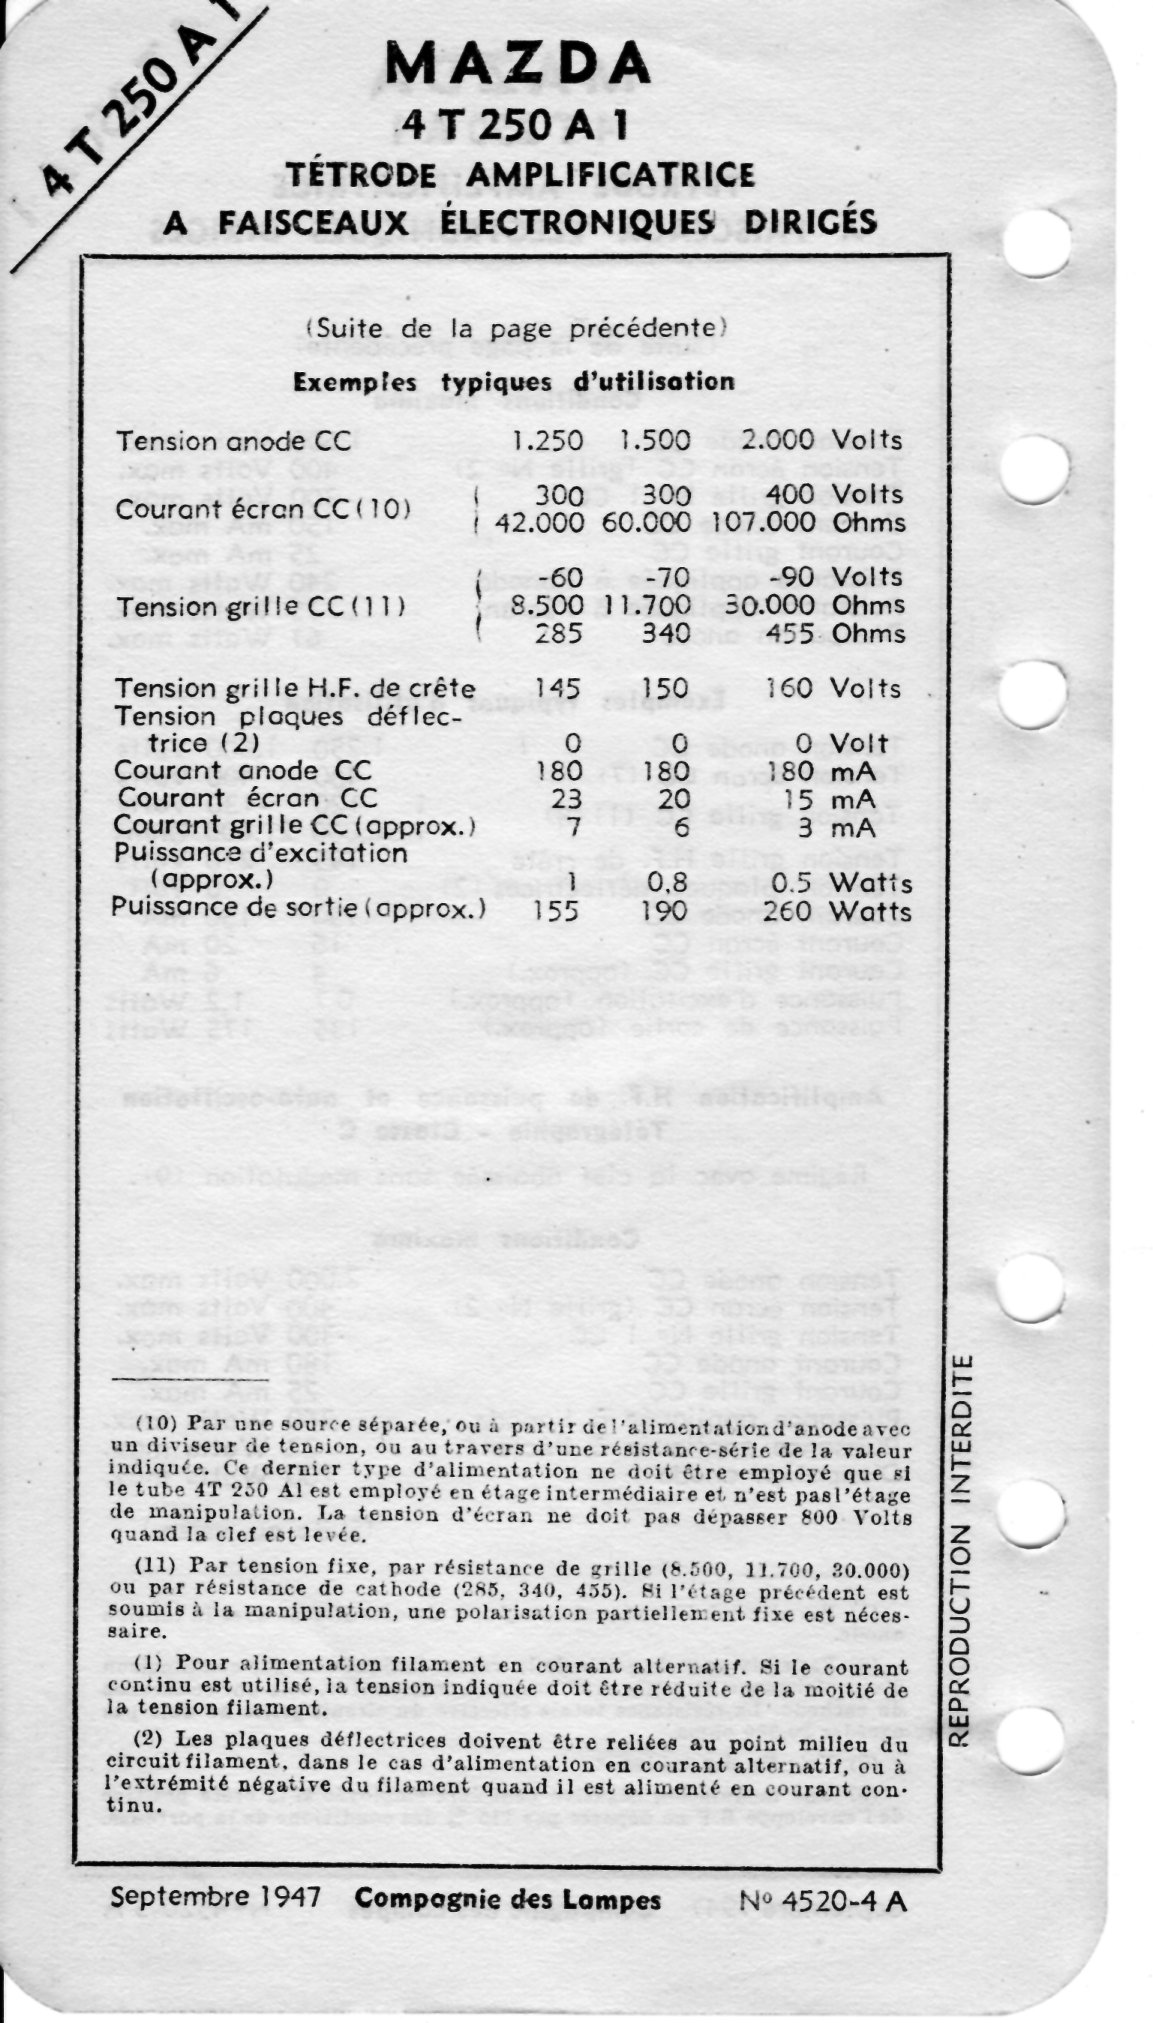 4 T 250 A 1
MAZDA
4 T 250 A 1
TÉTRODE AMPLIFICATRICE
A FAISCEAUX ÉLECTRONIQUES DIRIGÉS
(Suite de la page précédente)
Exemples typiques d'utilisation
Tension anode CC 1.250 1.500 2.000 Volts
300 300 400 Volts
Courant écran CC (10)
42.000 60.000 107.000 Ohms
-60 -70 -90 Volts
Tension grille CC (11) 8.500 11.700 30.000 Ohms
285 340 455 Ohms
Tension grille H.F. de crête 145 150 160 Volts
Tension plaques déflec-
trice (2) 0 0 0 Volt
Courant anode CC 180 180 180 mA
Courant écran CC 23 20 15 mA
Courant grille CC (approx.) 7 6 3 mA
Puissance d'excitation
(approx.) 1 0,8 0.5 Watts
Puissance de sortie (approx.) 155 190 260 Watts
(10) Par une source séparée, ou à partir de l'alimentation d'anode avec
un diviseur de tension, ou au travers d'une résistance-série de la valeur
indiquée. Ce dernier type d'alimentation ne doit être employé que si
le tube 4T 250 A1 est employé en étage intermédiaire et n'est pas l'étage
de manipulation. La tension d'écran ne doit pas dépasser 800 Volts
quand la clef est levée.
(11) Par tension fixe, par résistance de grille (8.500, 11.700, 30.000)
ou par résistance de cathode (285, 340, 455). Si l'étage précédent est
soumis à la manipulation, une polarisation partiellement fixe est néces-
saire.
(1) Pour alimentation filament en courant alternatif. Si le courant
continu est utilisé, la tension indiquée doit être réduite de la moitié de
la tension filament.
(2) Les plaques déflectrices doivent être reliées au point milieu du
circuit filament, dans le cas d'alimentation en courant alternatif, ou à
l'extrémité négative du filament quand il est alimenté en courant con-
tinu.
REPRODUCTION INTERDITE
Septembre 1947 Compagnie des Lampes Nº 4520-4 A